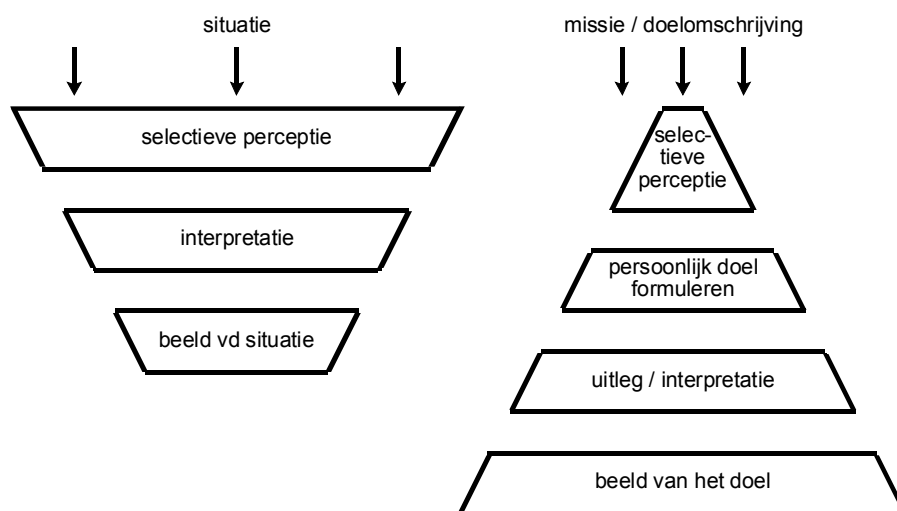 situatie
selectieve perceptie
interpretatie
beeld vd situatie
missie / doelomschrijving
selec-
tieve
perceptie
persoonlijk doel
formuleren
uitleg / interpretatie
beeld van het doel